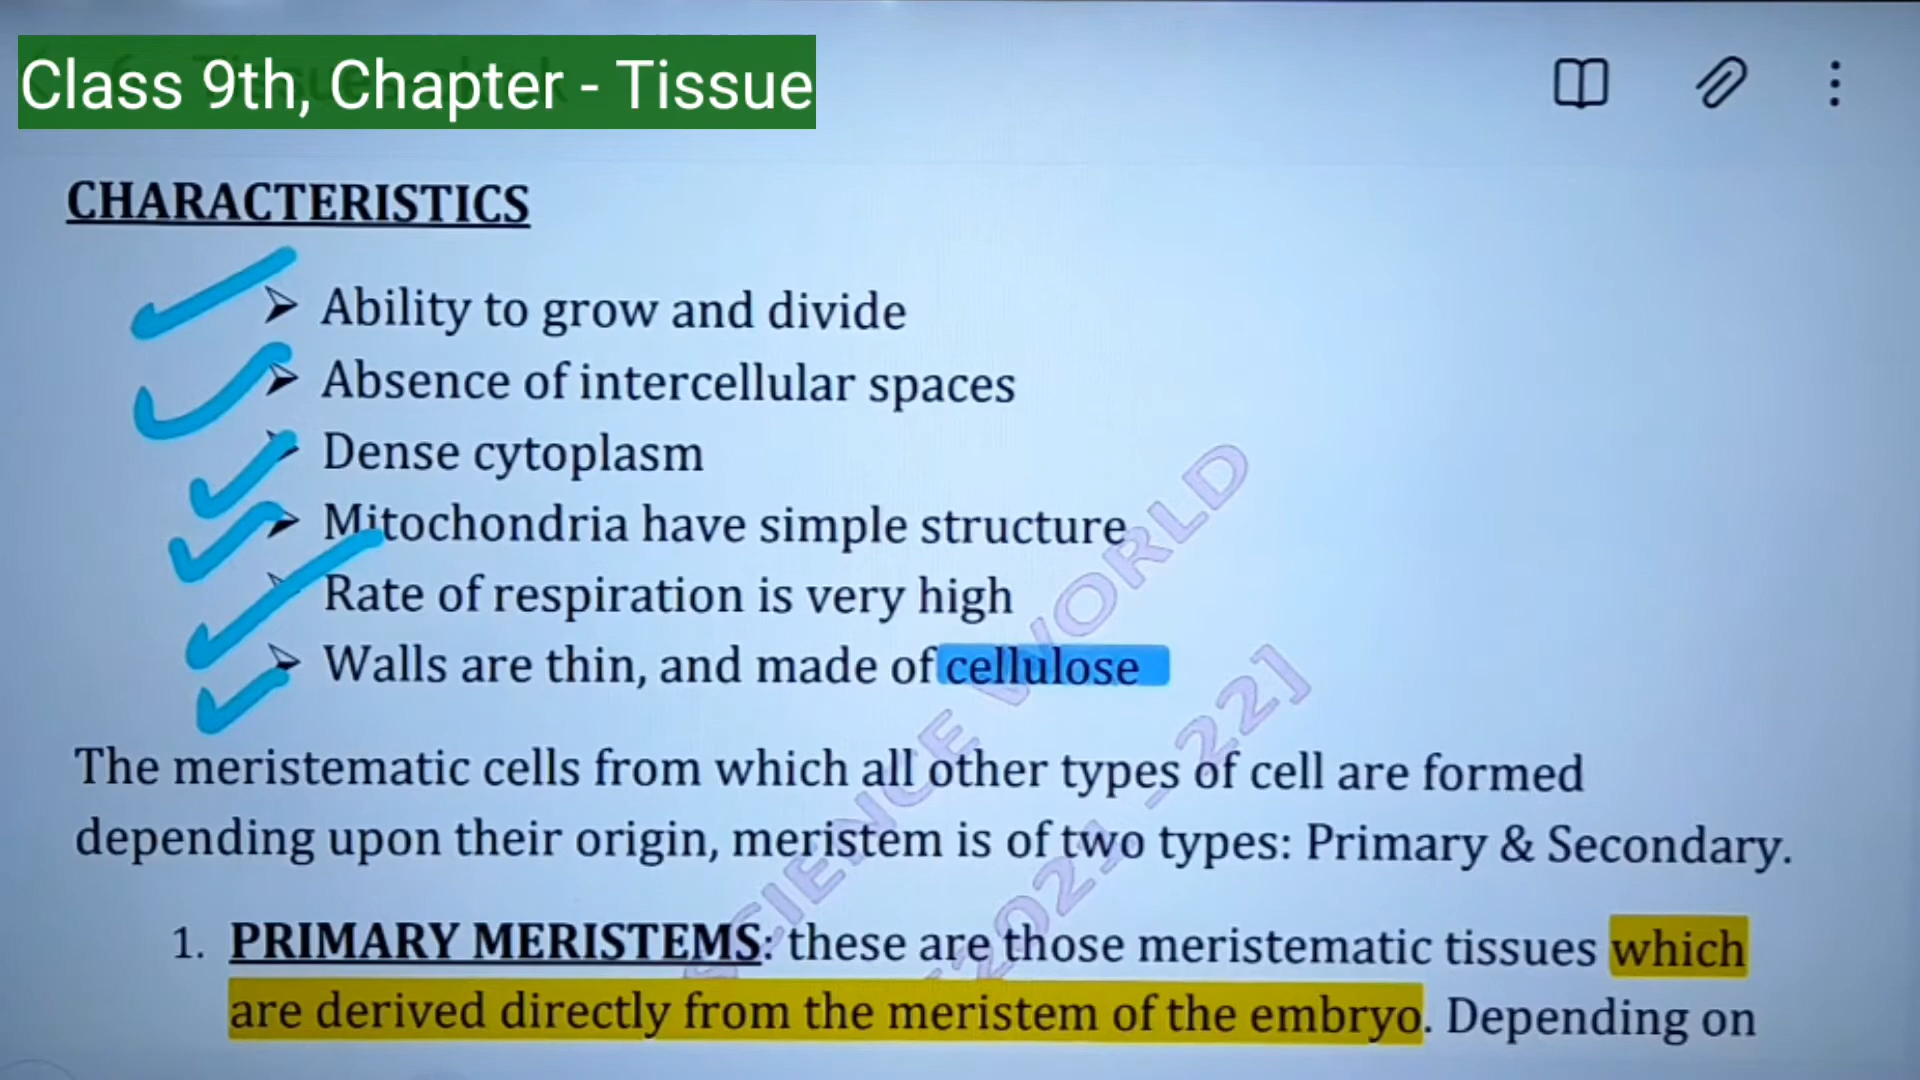 Class 9th, Chapter - Tissue
CHARACTERISTICS
➢ Ability to grow and divide
➢ Absence of intercellular spaces
➢ Dense cytoplasm
➢ Mitochondria have simple structure
➢ Rate of respiration is very high
➢ Walls are thin, and made of cellulose
The meristematic cells from which all other types of cell are formed
depending upon their origin, meristem is of two types: Primary & Secondary.
1. PRIMARY MERISTEMS: these are those meristematic tissues which
are derived directly from the meristem of the embryo. Depending on
SCIENCE WORLD
[2021_22]